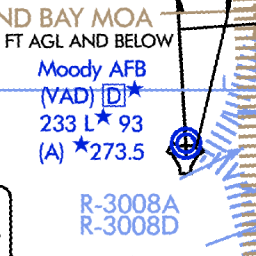 ND BAY MOA
FT AGL AND BELOW
Moody AFB
(VAD) D★
233 L★ 93
(A) ★273.5
R-3008A
R-3008D